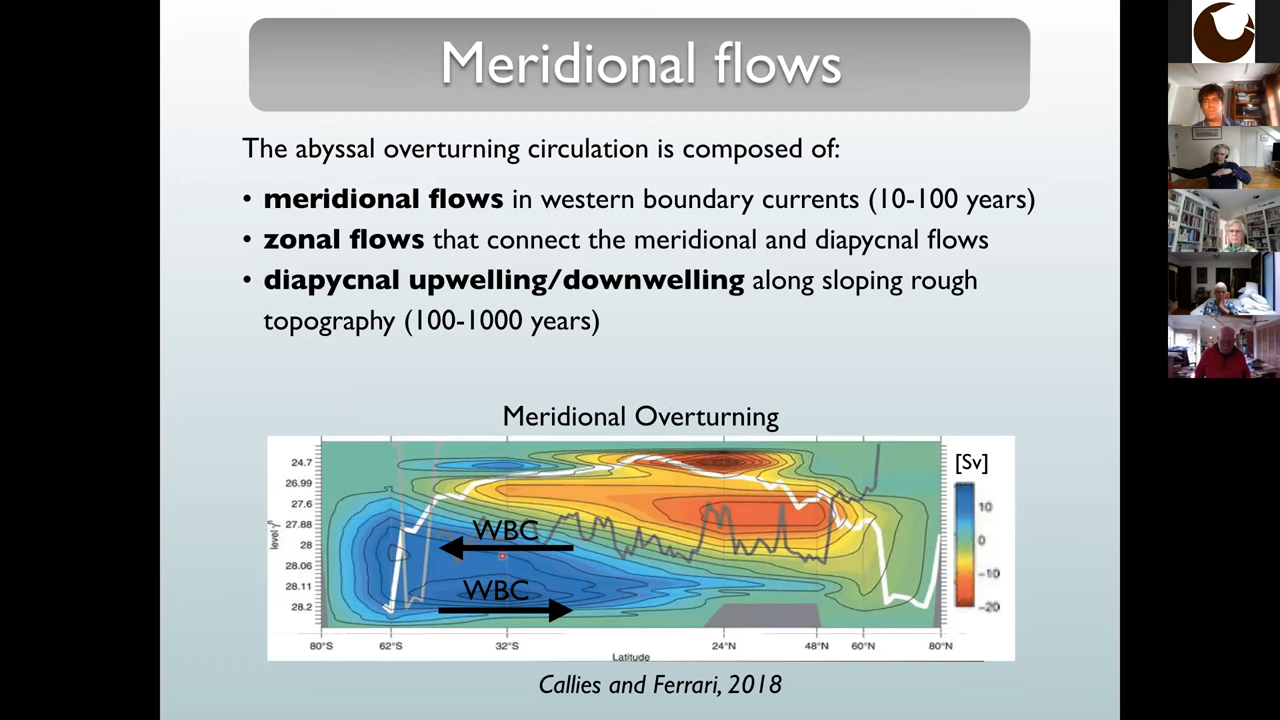 Meridional flows
The abyssal overturning circulation is composed of:
• meridional flows in western boundary currents (10-100 years)
• zonal flows that connect the meridional and diapycnal flows
• diapycnal upwelling/downwelling along sloping rough
topography (100-1000 years)
Meridional Overturning
[Sv]
24.7
26.99
27.6
27.88
28
28.06
28.11
28.2
level γⁿ
WBC
WBC
10
0
-10
-20
80°S 62°S 32°S 24°N 48°N 60°N 80°N
Latitude
Callies and Ferrari, 2018